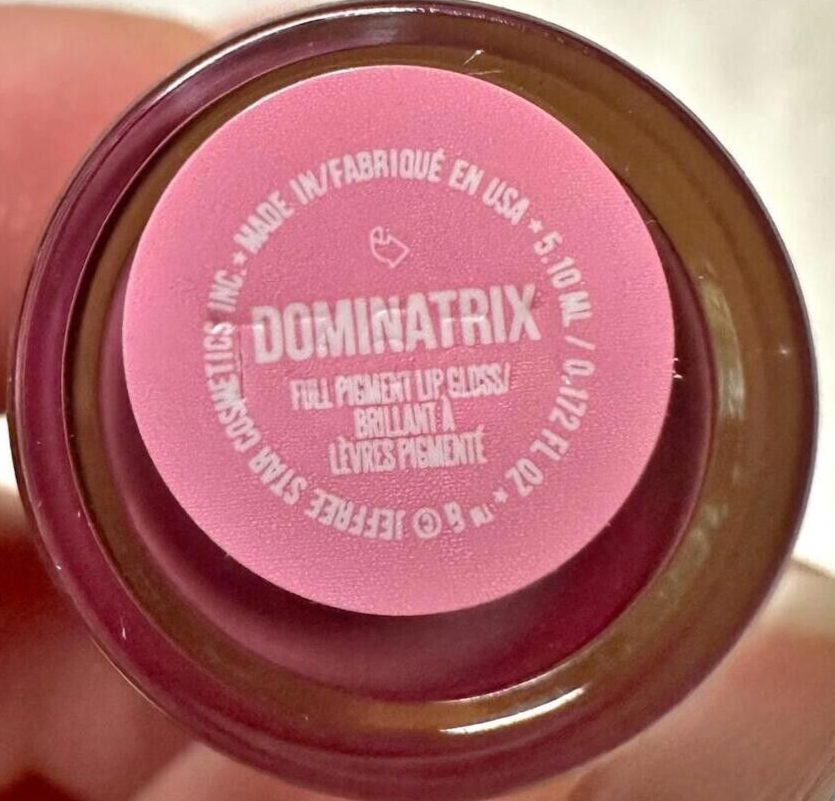 ★ MADE IN/FABRIQUÉ EN USA ★ 5.10 ML / 0.172 FL OZ ★ ™ & © JEFFREE STAR COSMETICS INC.
DOMINATRIX
FULL PIGMENT LIP GLOSS/
BRILLANT À
LÈVRES PIGMENTÉ